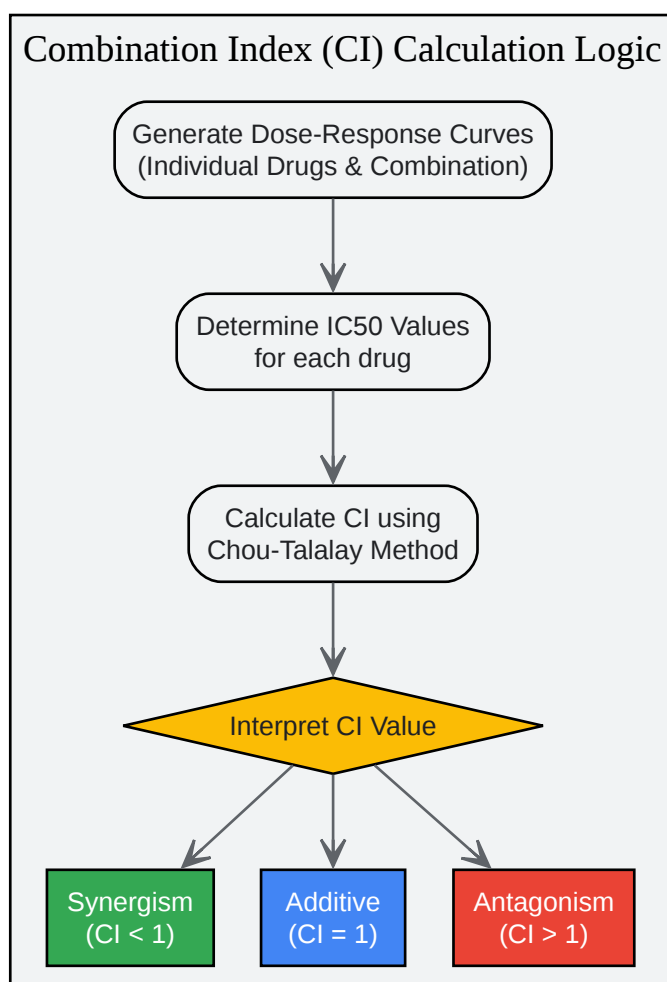 Combination Index (CI) Calculation Logic
Generate Dose-Response Curves
(Individual Drugs & Combination)
Determine IC50 Values
for each drug
Calculate CI using
Chou-Talalay Method
Interpret CI Value
Synergism
(CI < 1)
Additive
(CI = 1)
Antagonism
(CI > 1)